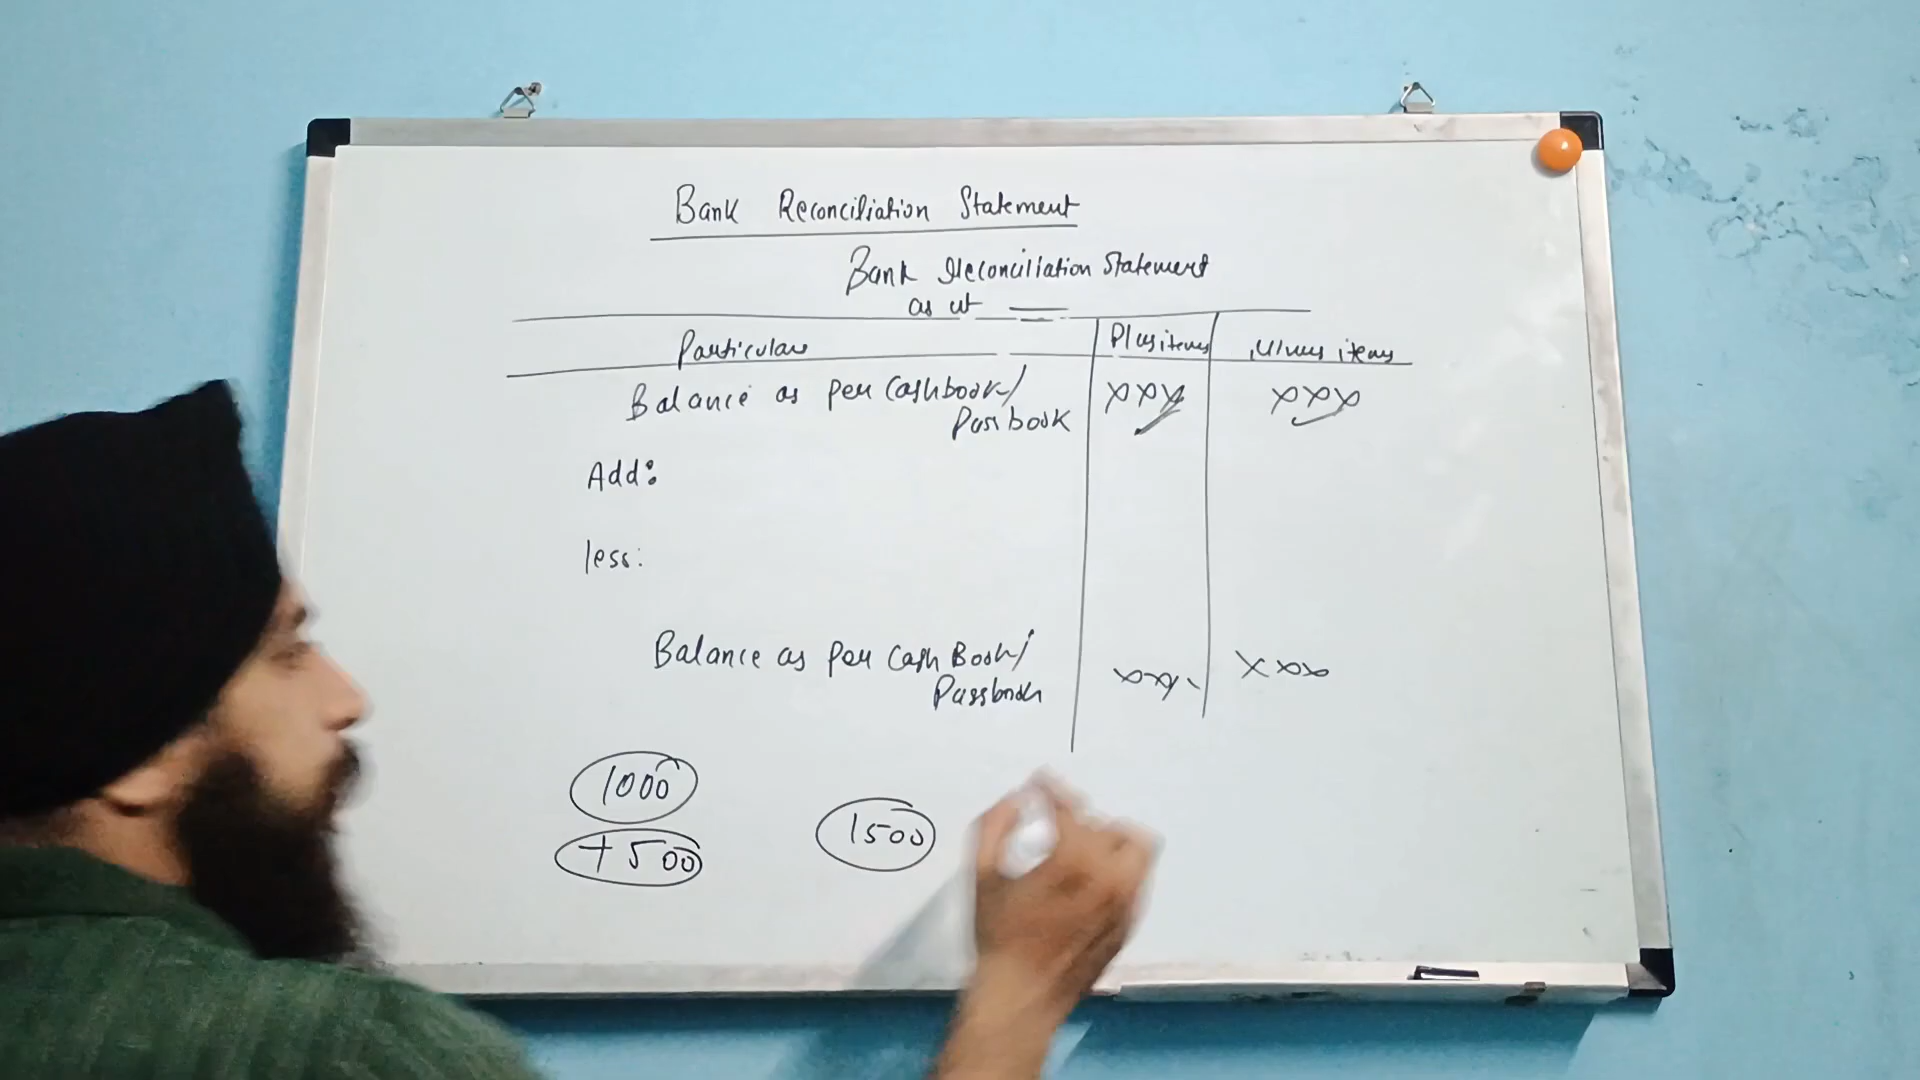 Bank Reconciliation Statement
Bank Reconcillation Statement
as at
Particulars Plus items Minus items
Balance as per Cashbook/ xxx xxx
Passbook
Add:
less:
Balance as per Cash Book/ xxx xxx
Passbook
1000
+500 1500